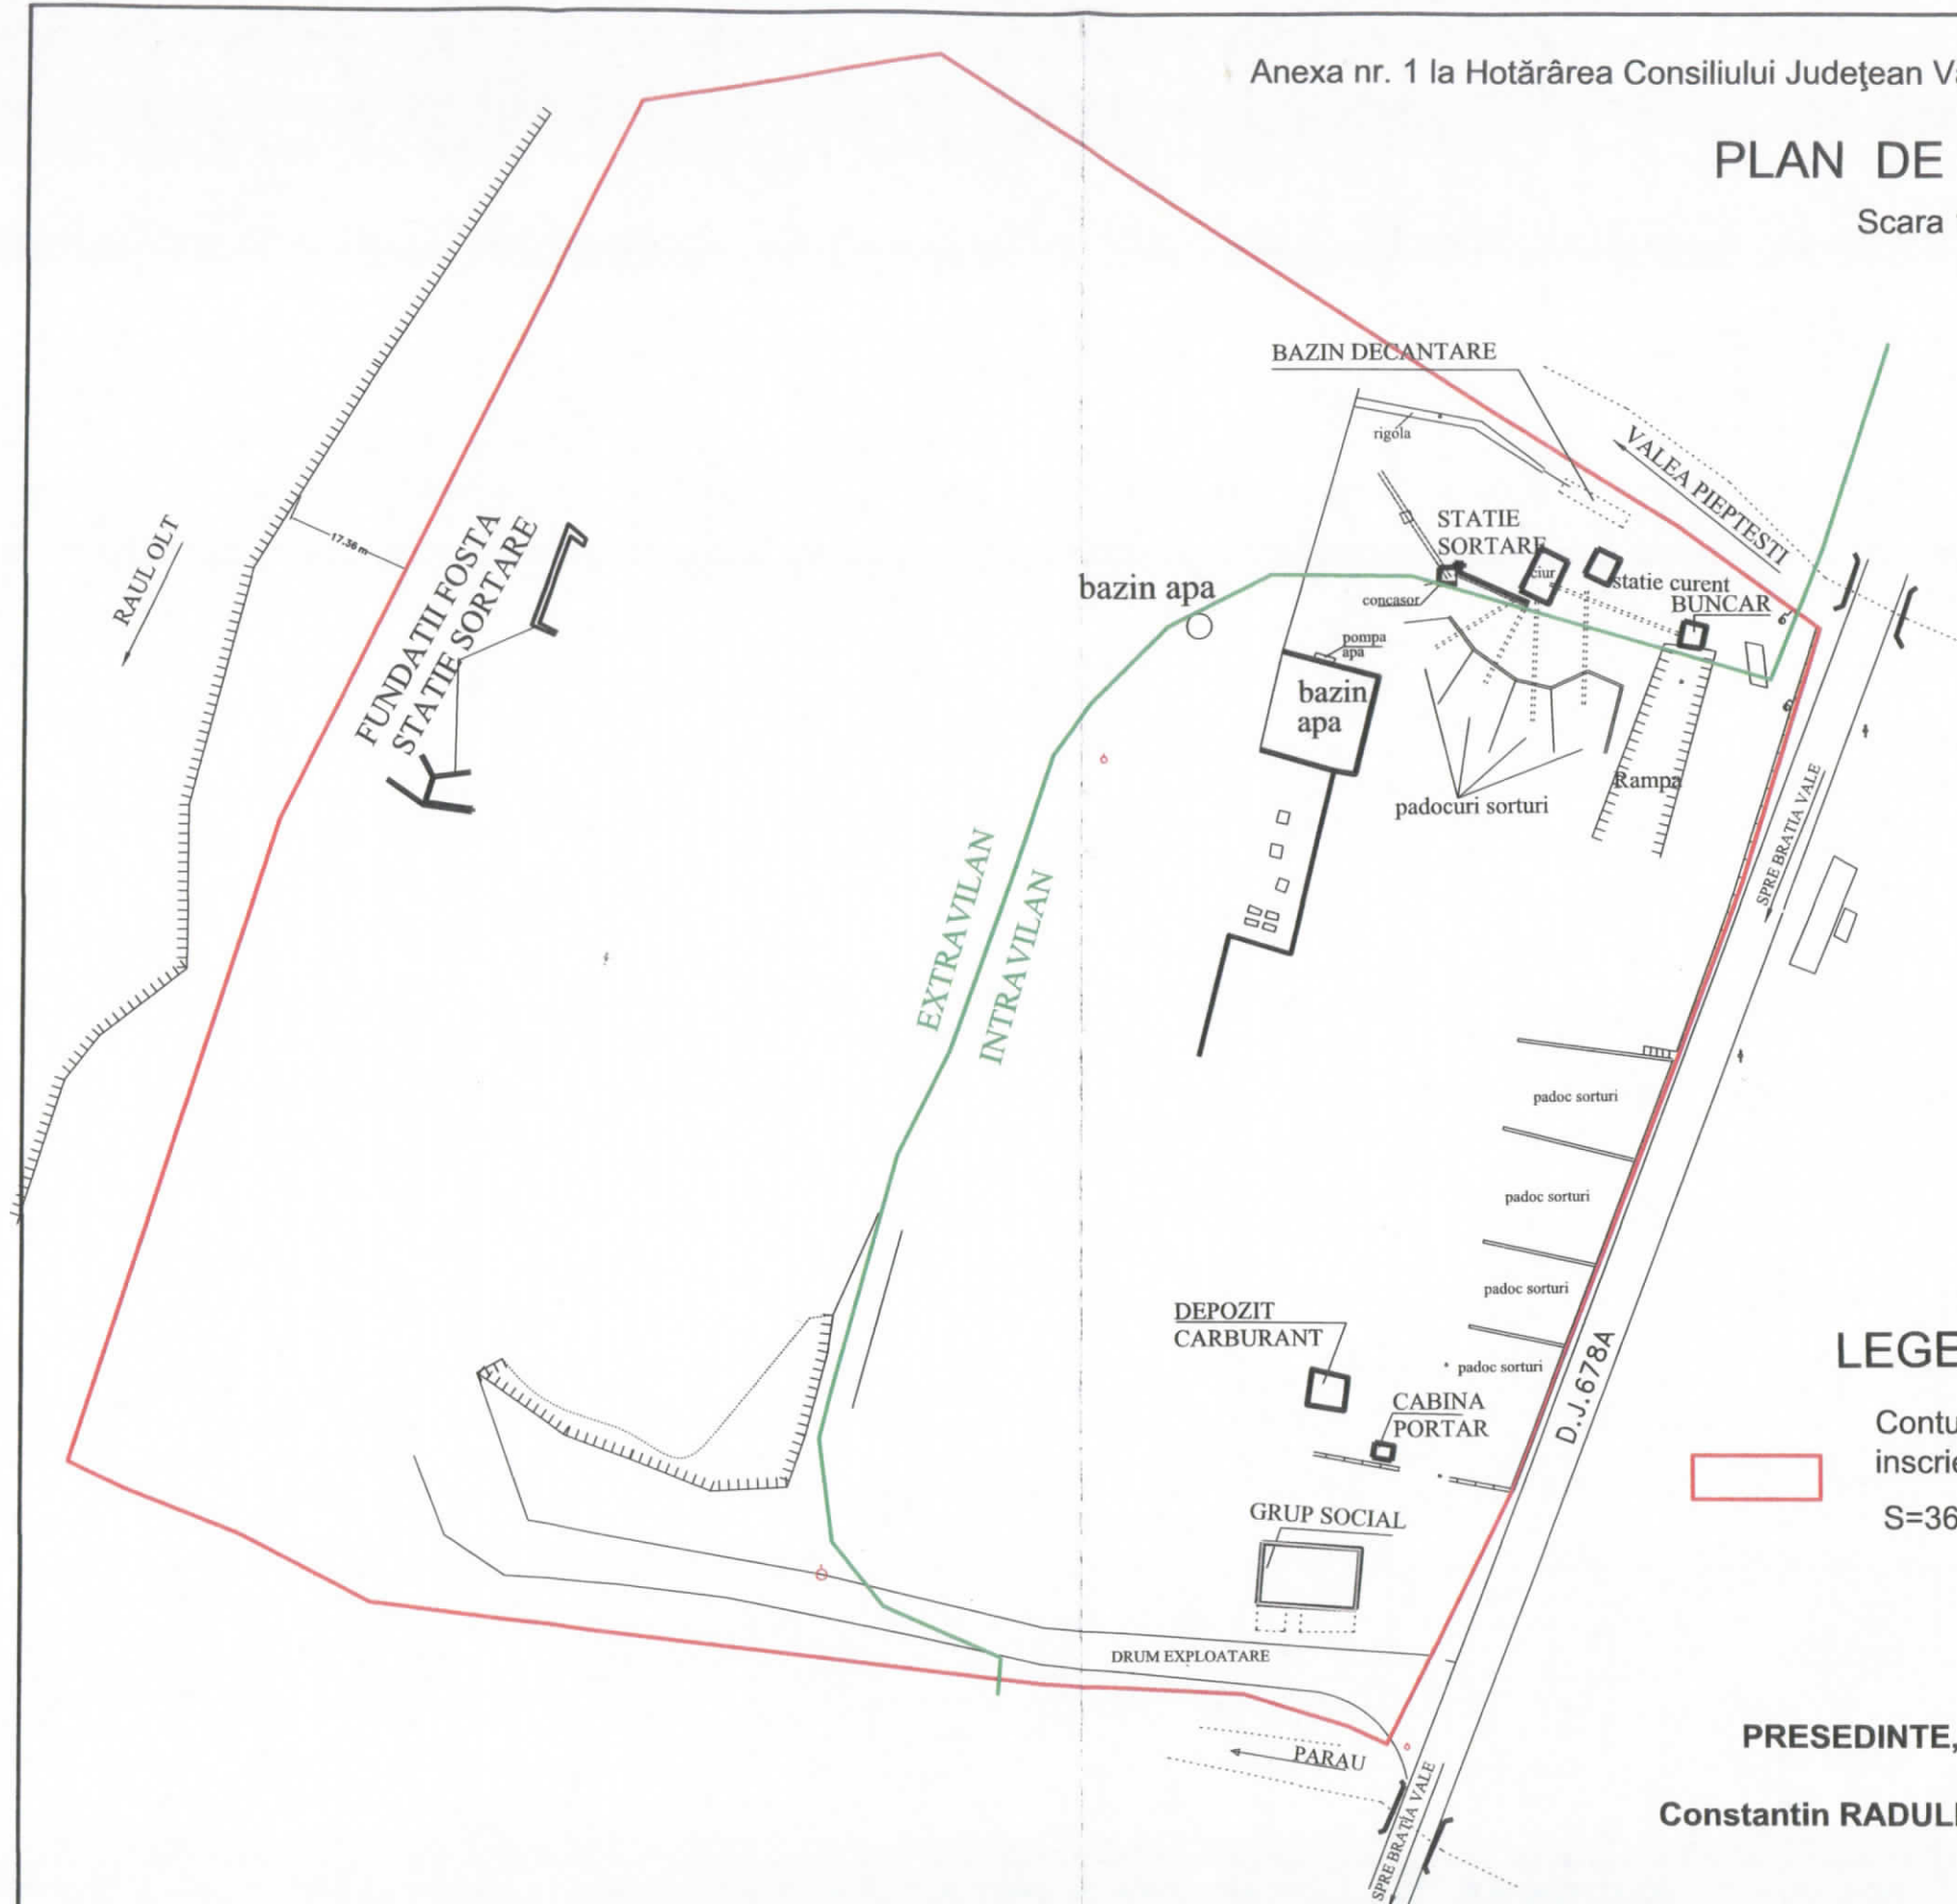 Anexa nr. 1 la Hotărârea Consiliului Judeţean
PLAN DE
Scara
BAZIN DECANTARE
rigola
VALEA PIEPTESTI
STATIE
SORTARE
ciur
statie curent
BUNCAR
concasor
bazin apa
pompa
apa
bazin
apa
padocuri sorturi
Rampa
SPRE BRATIA VALE
RAUL OLT
17.36 m
FUNDATII FOSTA
STATIE SORTARE
EXTRAVILAN
INTRAVILAN
padoc sorturi
padoc sorturi
padoc sorturi
padoc sorturi
D.J.678A
DEPOZIT
CARBURANT
CABINA
PORTAR
GRUP SOCIAL
DRUM EXPLOATARE
PARAU
SPRE BRATIA VALE
LEGE
Contu
inscrie
S=36
PRESEDINTE,
Constantin RADUL